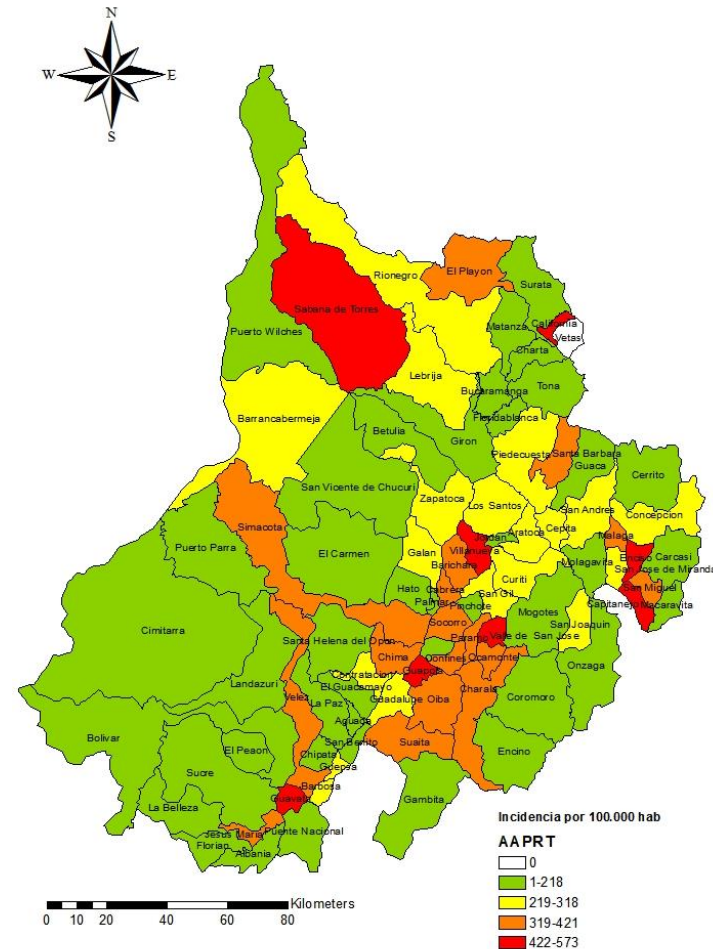 N
W E
S
Rionegro
El Playon
Surata
Sabana de Torres
California
Puerto Wilches
Matanza
Vetas
Charta
Lebrija
Bucaramanga
Tona
Barrancabermeja
Floridablanca
Betulia
Giron
Piedecuesta
Santa Barbara
Guaca
Cerrito
San Vicente de Chucuri
Zapatoca
Los Santos
San Andres
Concepcion
Simacota
Aratoca
Cepita
Jordan
Malaga
Puerto Parra
El Carmen
Galan
Villanueva
Barichara
Enciso
Carcasi
Molagavita
San Jose de Miranda
Curiti
Hato
Cabrera
San Gil
San Miguel
Palmar
Pinchote
Capitanejo
Macaravita
Mogotes
Cimitarra
Socorro
San Joaquin
Santa Helena del Opon
Paramo
Valle de San Jose
Chima
Confines
Ocamonte
Onzaga
Guapota
Contratacion
Landazuri
Velez
El Guacamayo
Charala
La Paz
Guadalupe
Oiba
Coromoro
Bolivar
Aguada
El Peaon
San Benito
Suaita
Encino
Chipata
Sucre
Guepsa
Barbosa
Gambita
La Belleza
Guavata
Jesus Maria
Puente Nacional
Florian
Albania
Incidencia por 100.000 hab
AAPRT
0
1-218
219-318
319-421
422-573
Kilometers
0 10 20 40 60 80